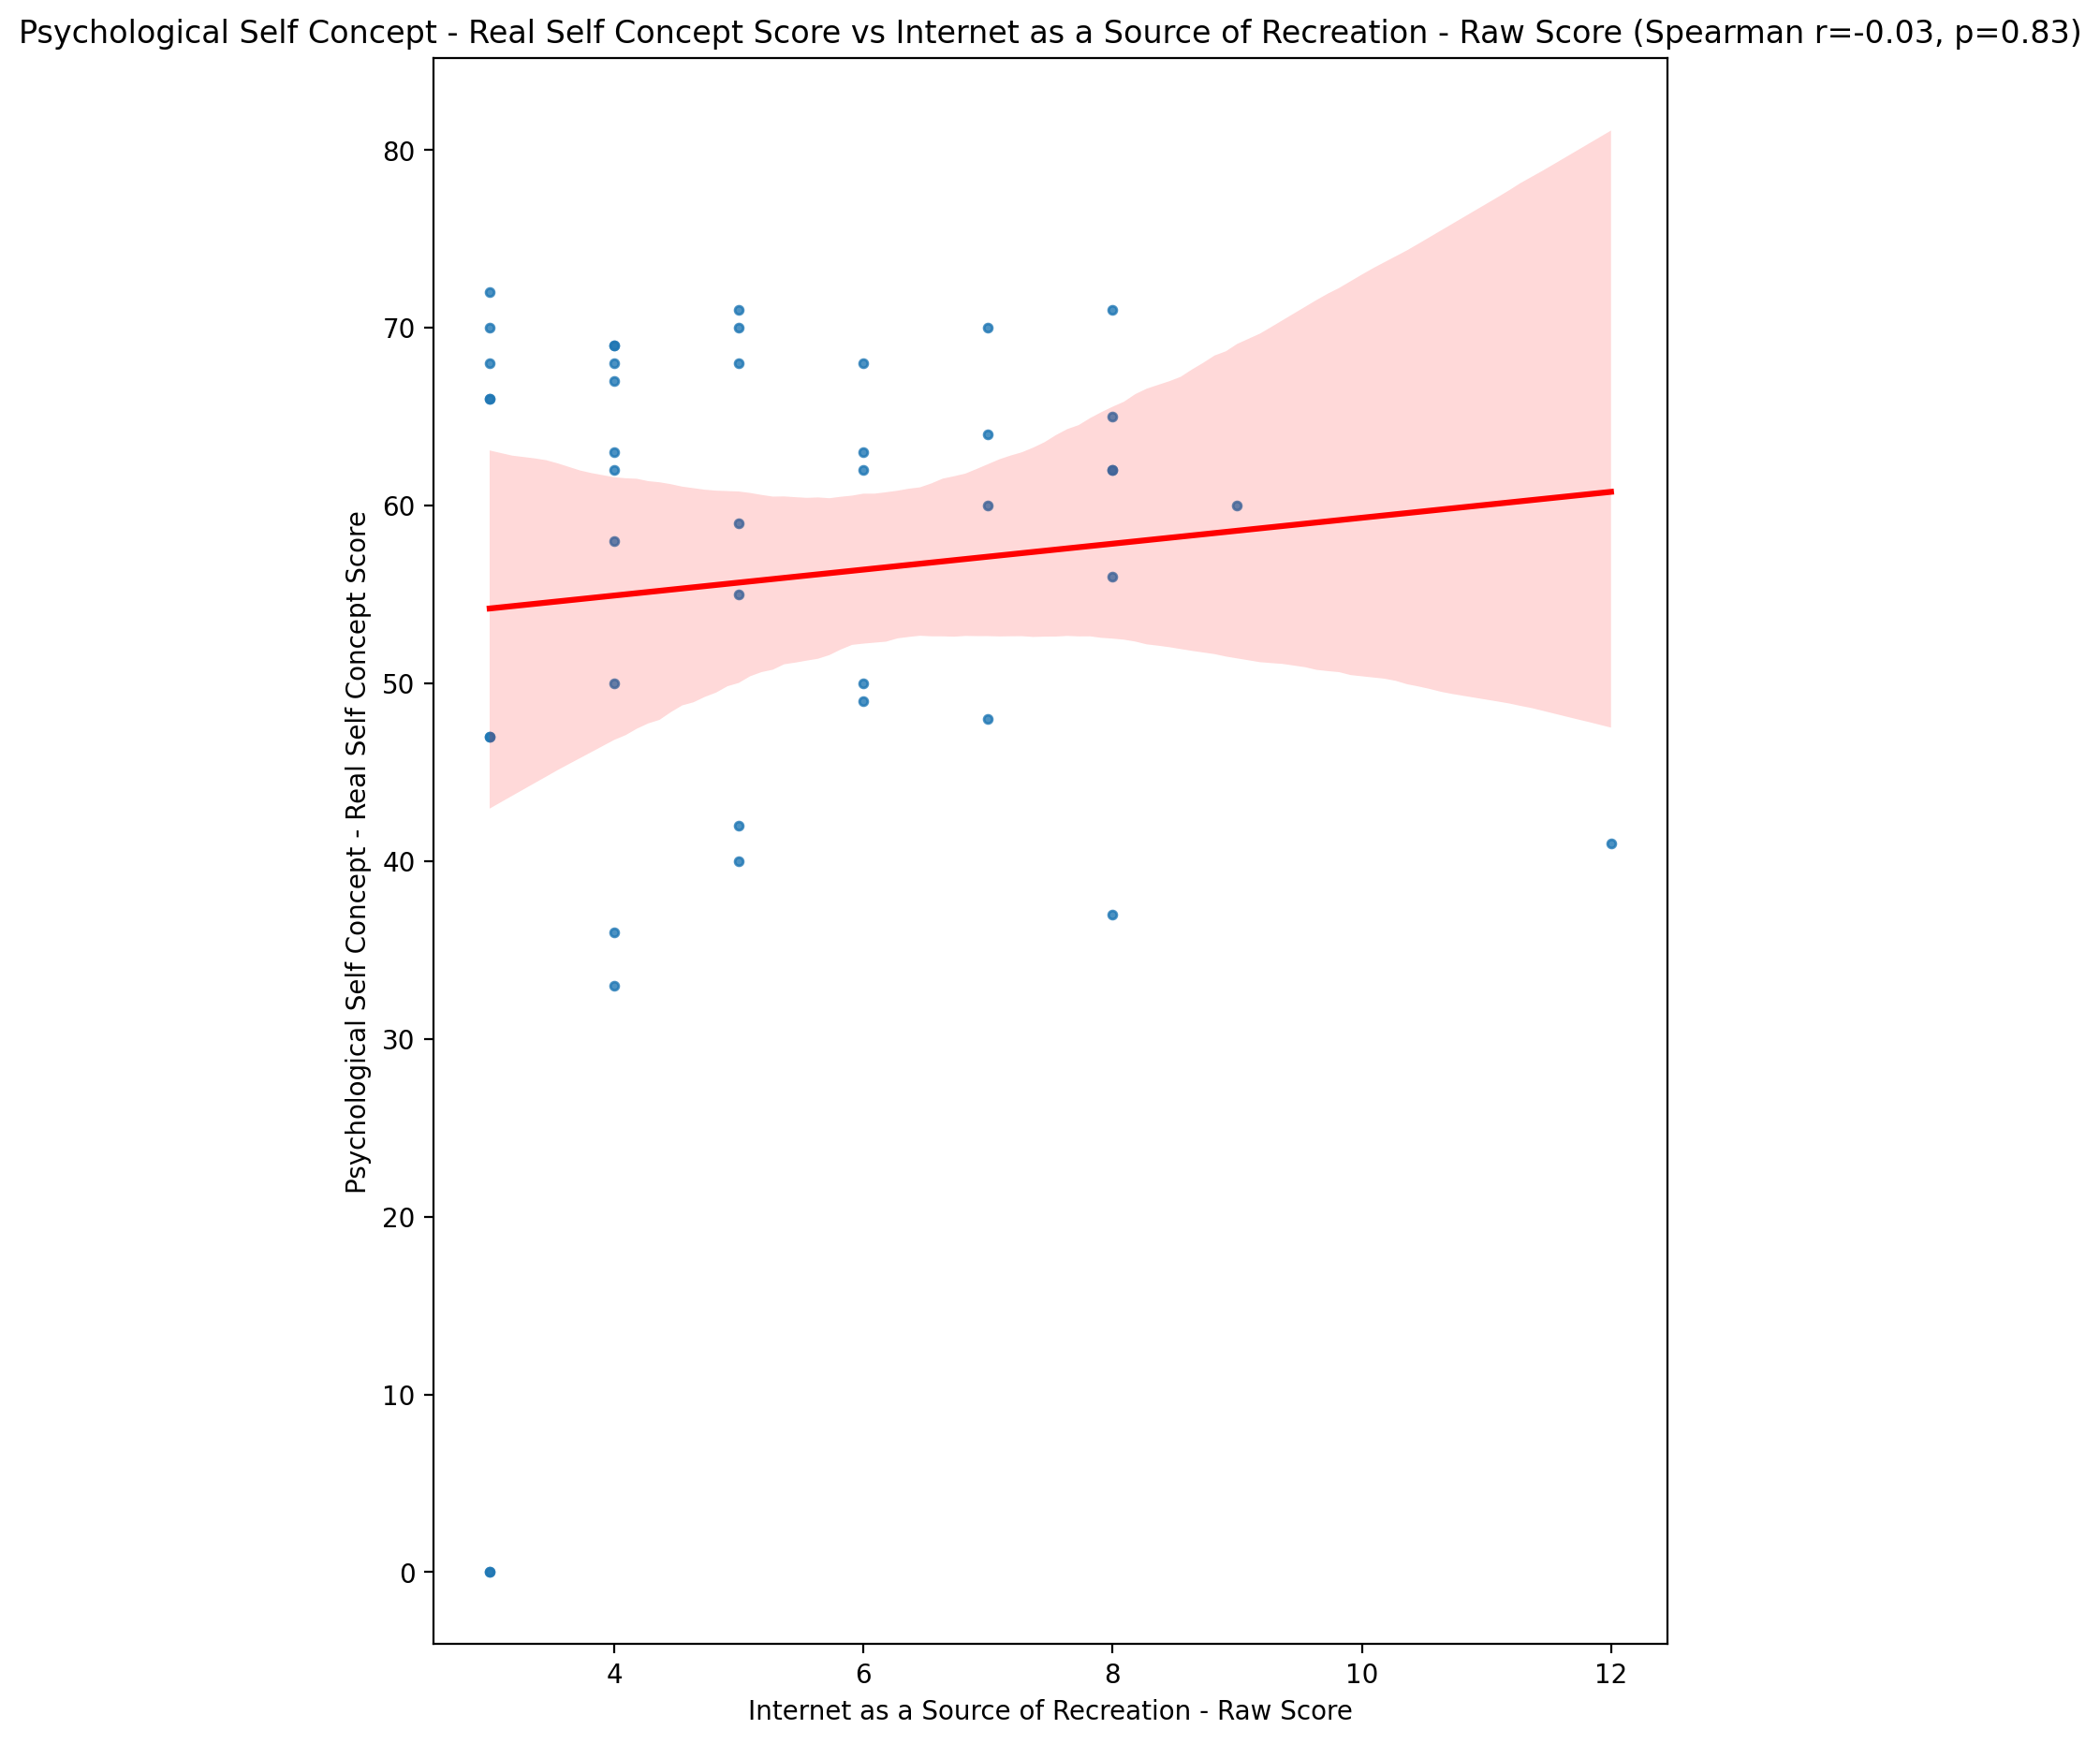 Psychological Self Concept - Real Self Concept Score vs Internet as a Source of Recreation - Raw Score (Spearman r=-0.03, p=0.83)
Psychological Self Concept - Real Self Concept Score
80
70
60
50
40
30
20
10
0
4 6 8 10 12
Internet as a Source of Recreation - Raw Score